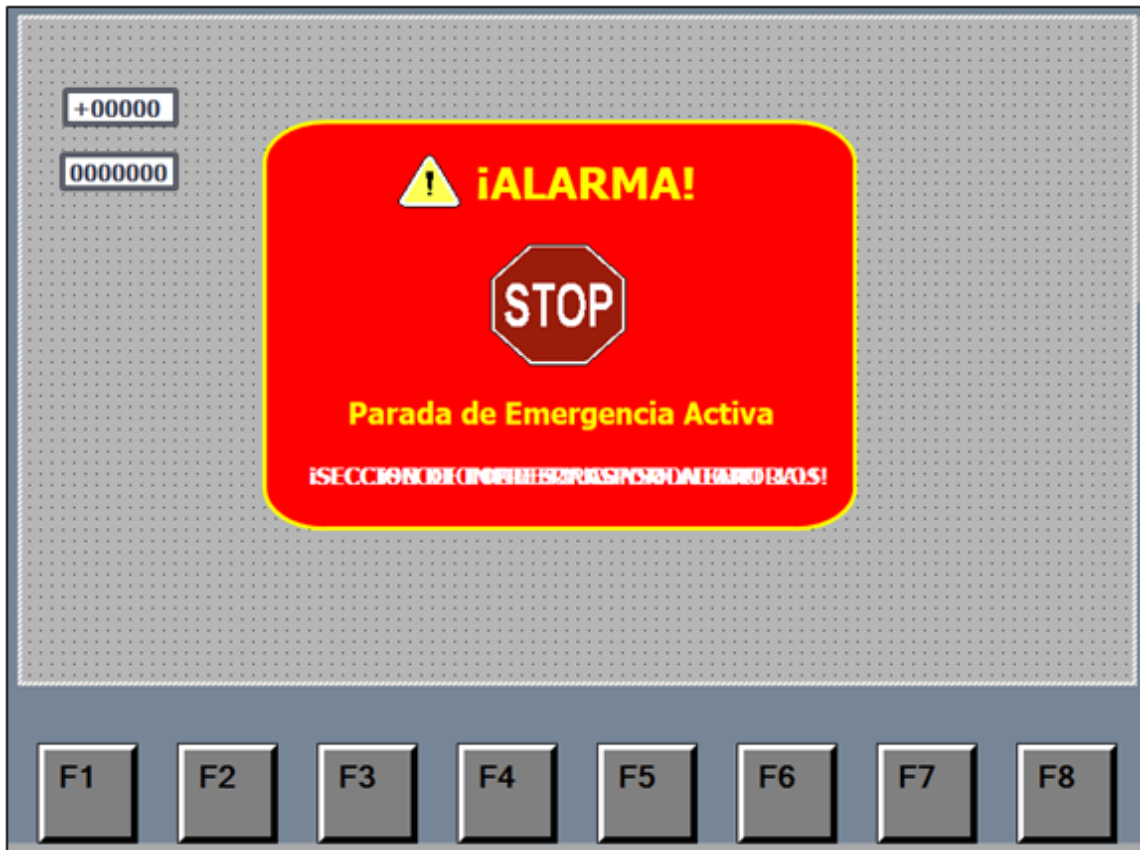 +00000
0000000
¡ALARMA!
STOP
Parada de Emergencia Activa
F1 F2 F3 F4 F5 F6 F7 F8